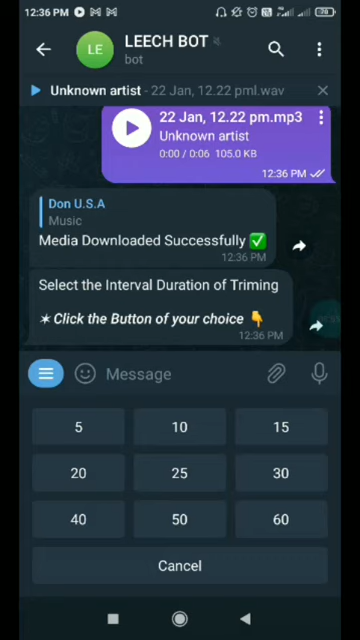 12:36 PM
78
LE
LEECH BOT
bot
Unknown artist - 22 Jan, 12.22 pml.wav
22 Jan, 12.22 pm.mp3
Unknown artist
0:00 / 0:06 105.0 KB
12:36 PM
Don U.S.A
Music
Media Downloaded Successfully ✅
12:36 PM
Select the Interval Duration of Triming
✶ Click the Button of your choice 👇
12:36 PM
Message
5 10 15
20 25 30
40 50 60
Cancel